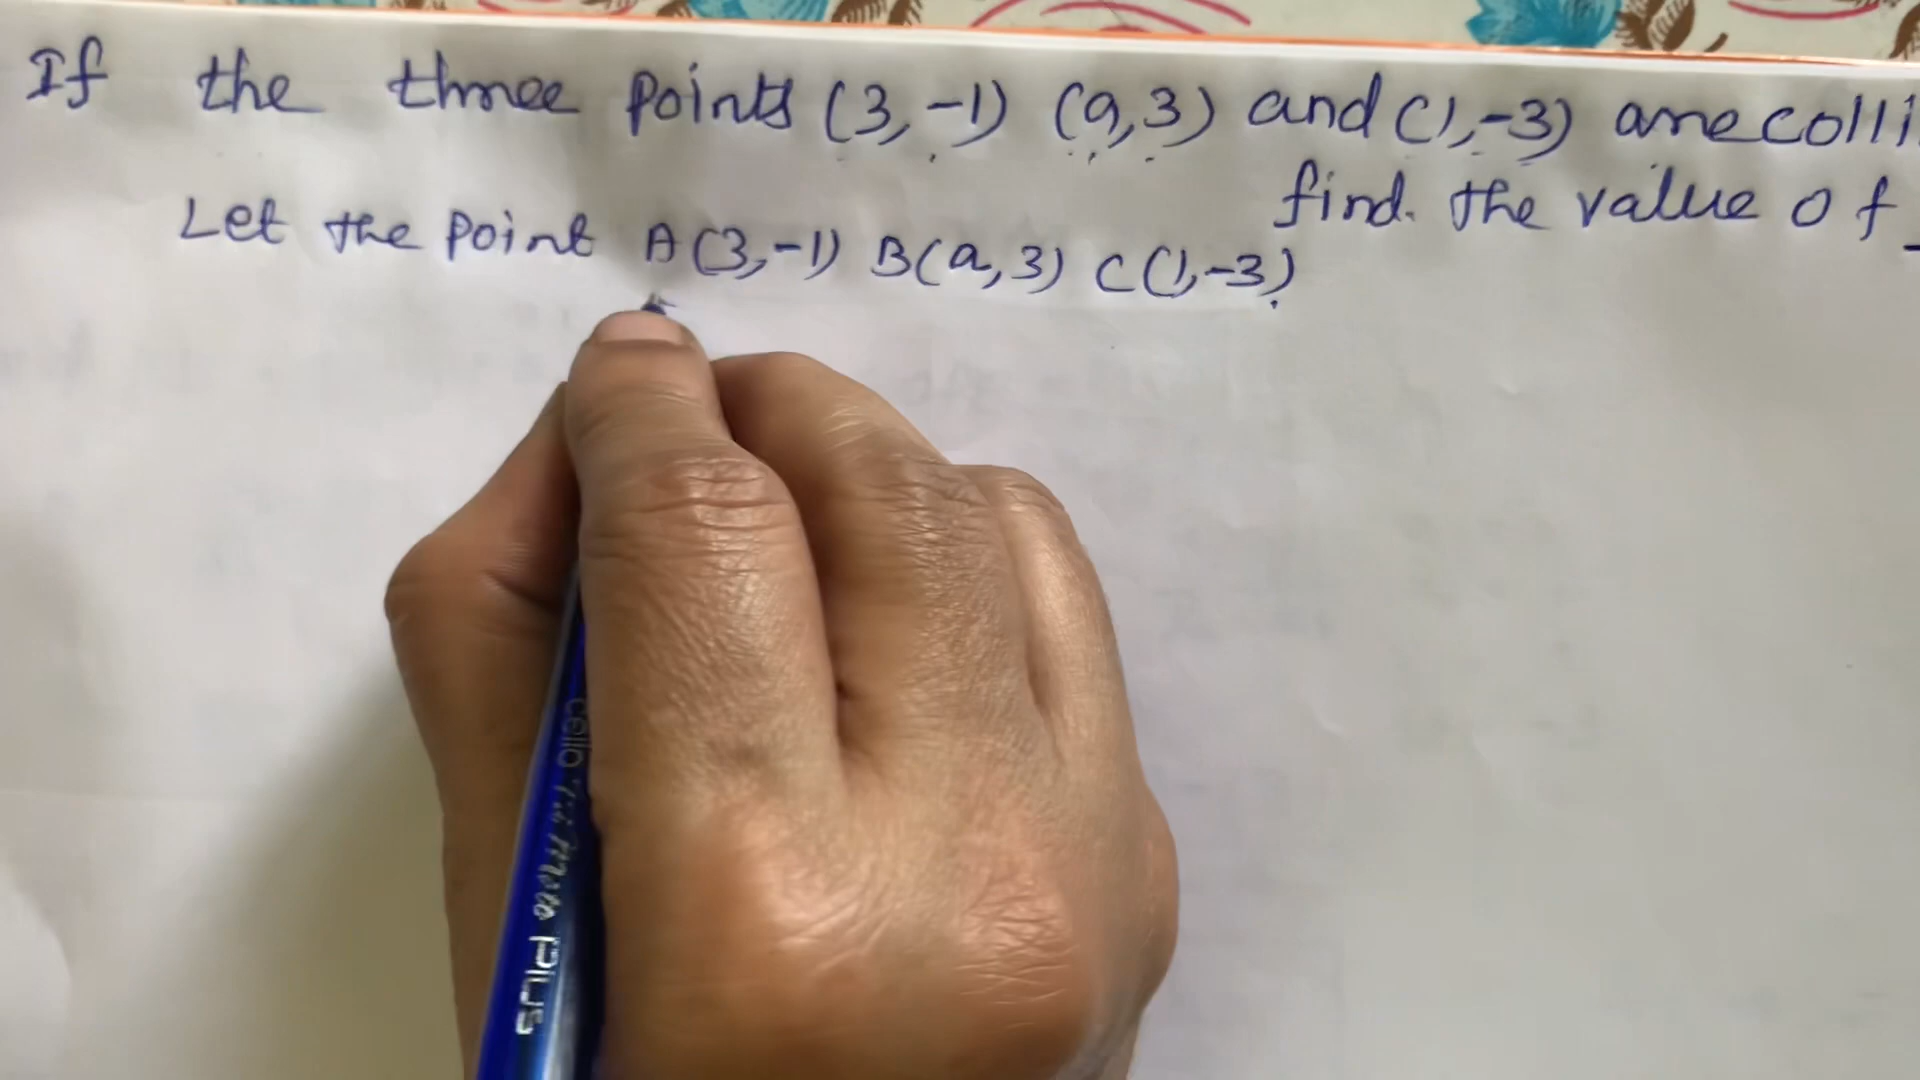 If the three points (3,-1) (a,3) and (1,-3) are colli
find. the value of
Let the point A(3,-1) B(a,3) C(1,-3)
cello Trimate Plus